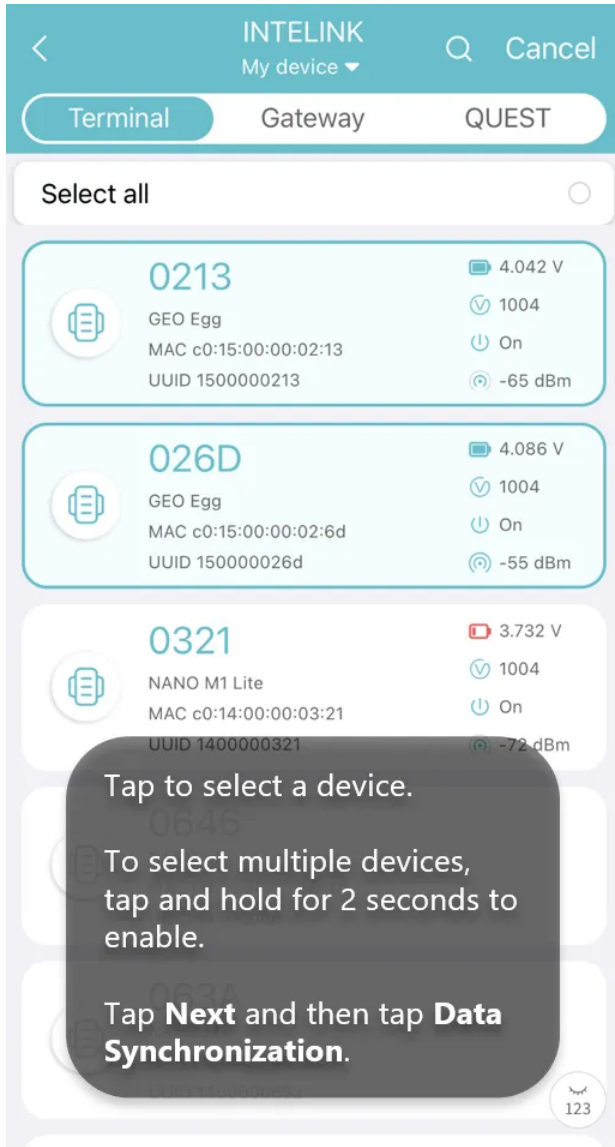 INTELINK
Cancel
My device
Terminal
Gateway
QUEST
Select all
0213
4.042 V
GEO Egg
1004
MAC c0:15:00:00:02:13
On
UUID 1500000213
-65 dBm
026D
4.086 V
GEO Egg
1004
MAC c0:15:00:00:02:6d
On
UUID 150000026d
-55 dBm
0321
3.732 V
NANO M1 Lite
1004
MAC c0:14:00:00:03:21
On
UUID 1400000321
-72 dBm
Tap to select a device.
0646
To select multiple devices,
tap and hold for 2 seconds to
enable.
063A
Tap Next and then tap Data
Synchronization.
123